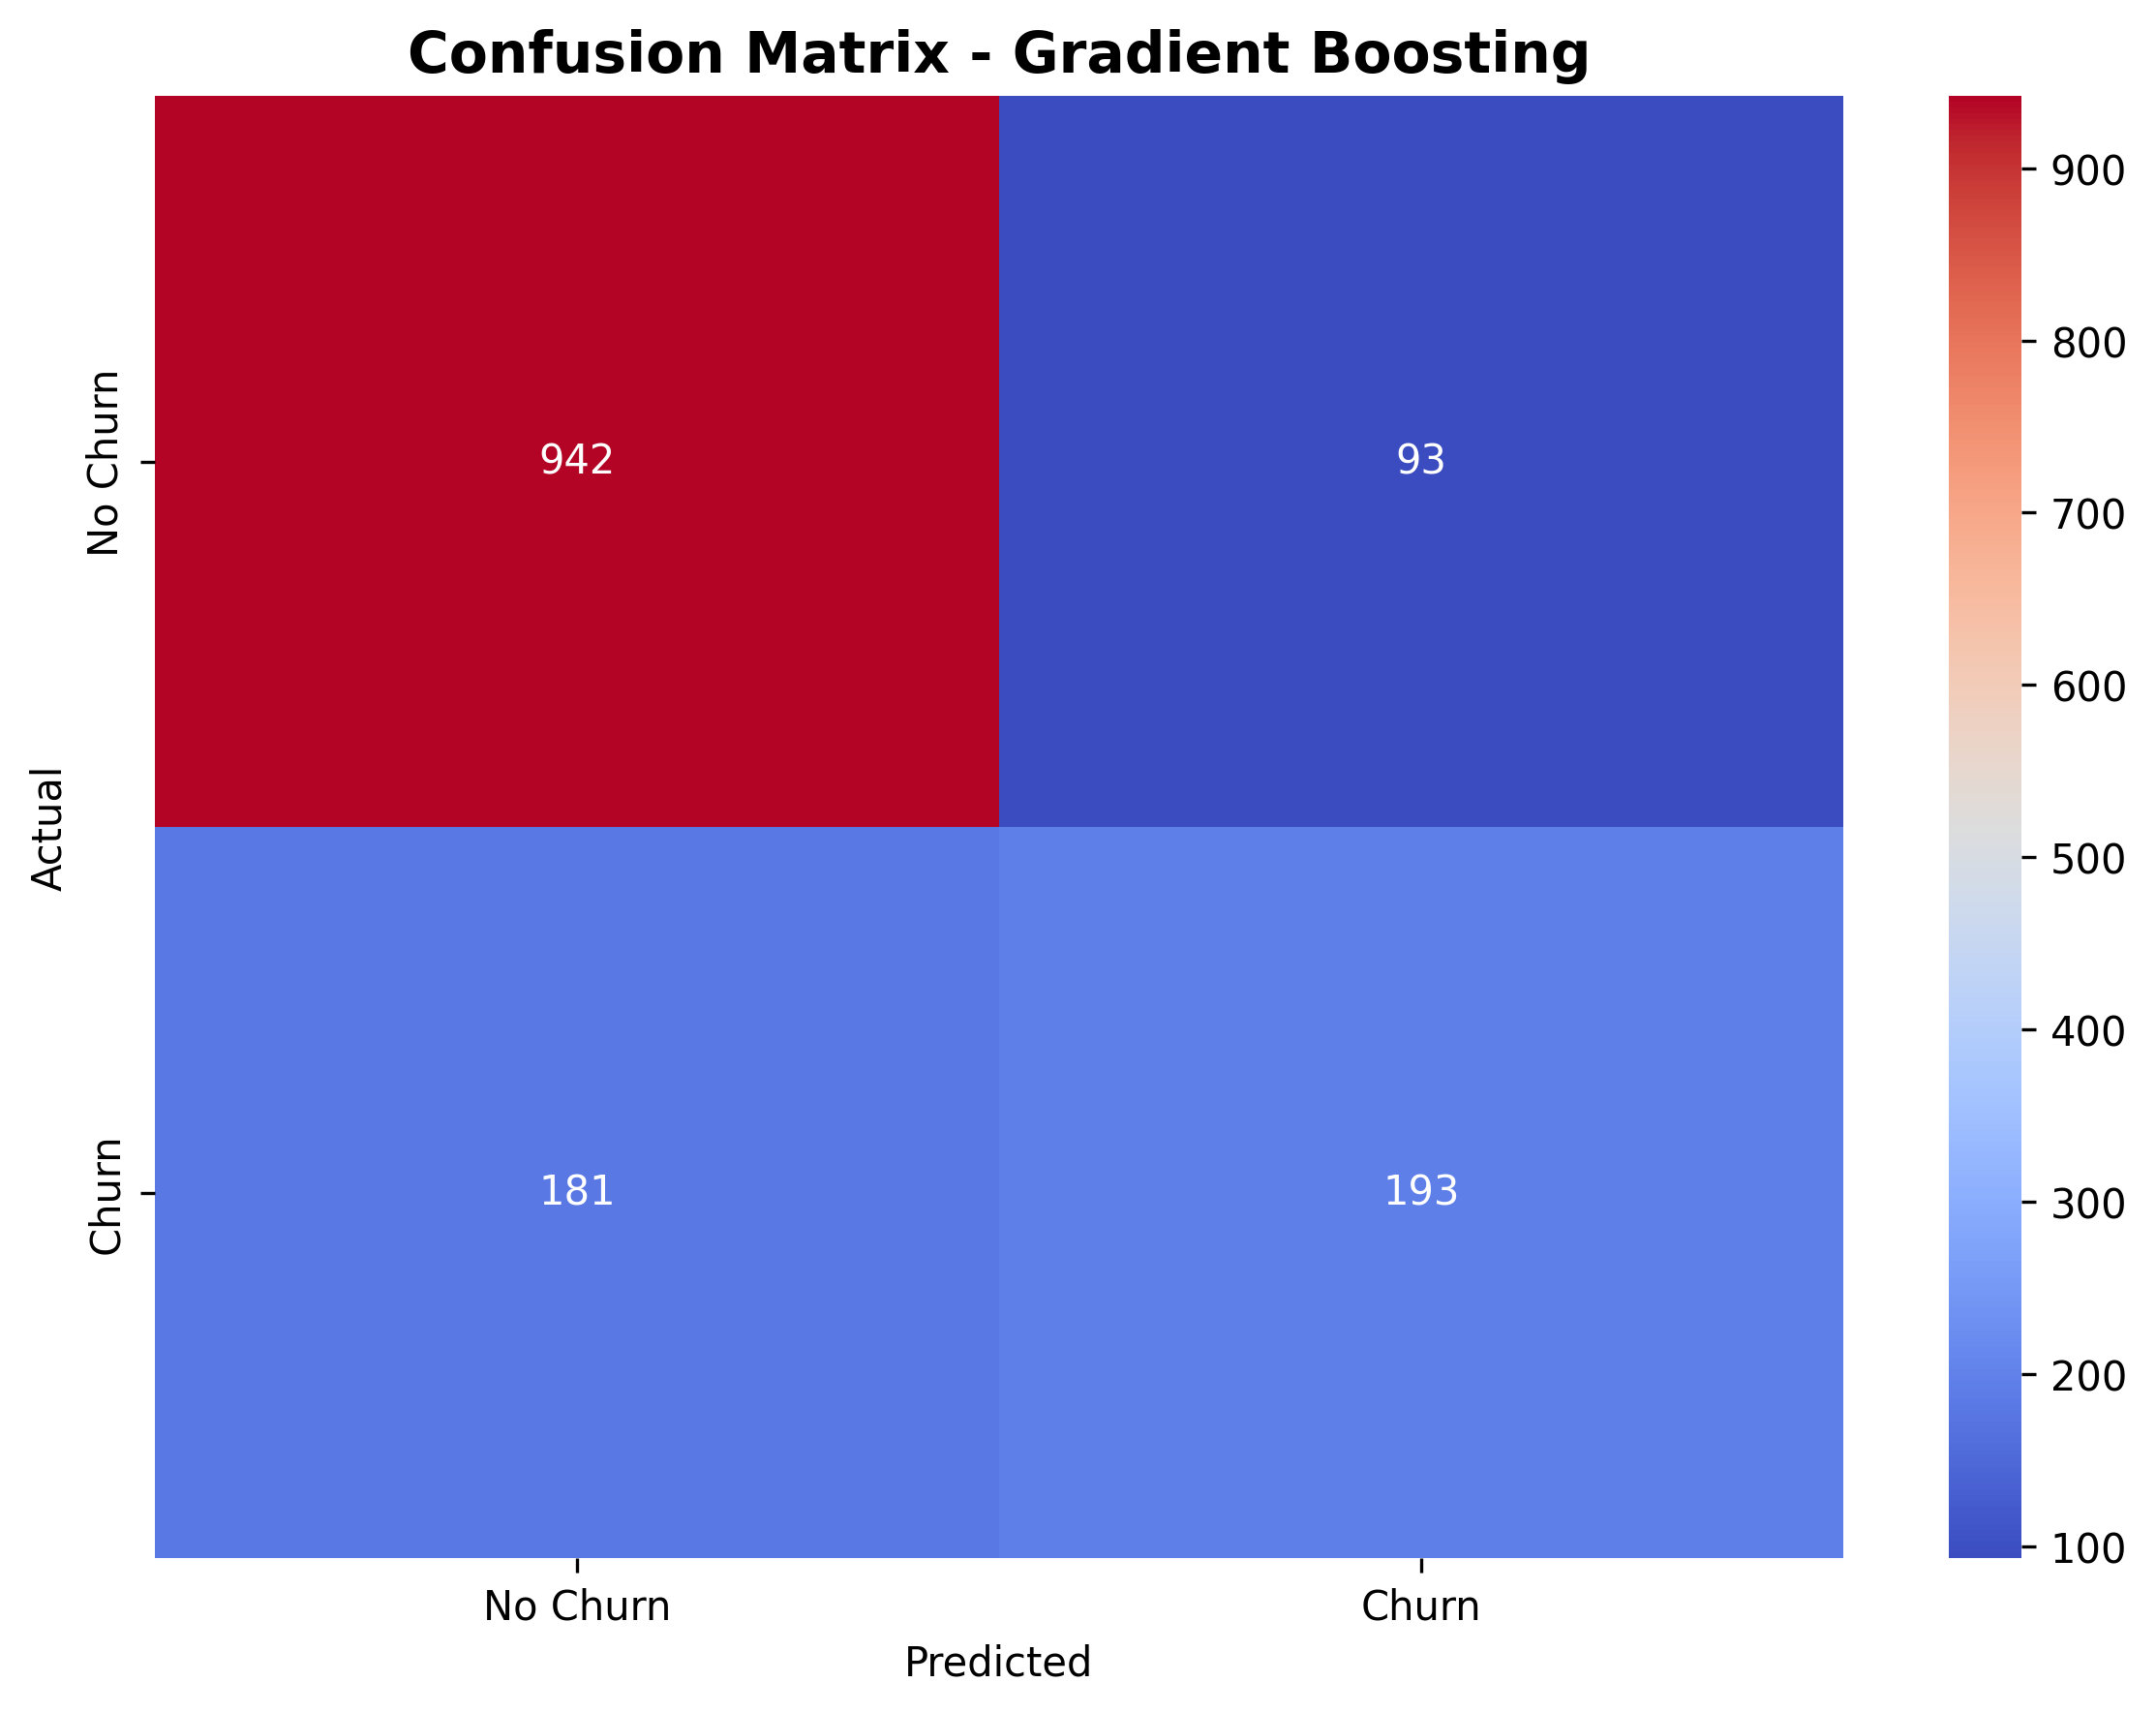 Confusion Matrix - Gradient Boosting
Actual
No Churn
Churn
942
93
181
193
No Churn
Churn
Predicted
900
800
700
600
500
400
300
200
100